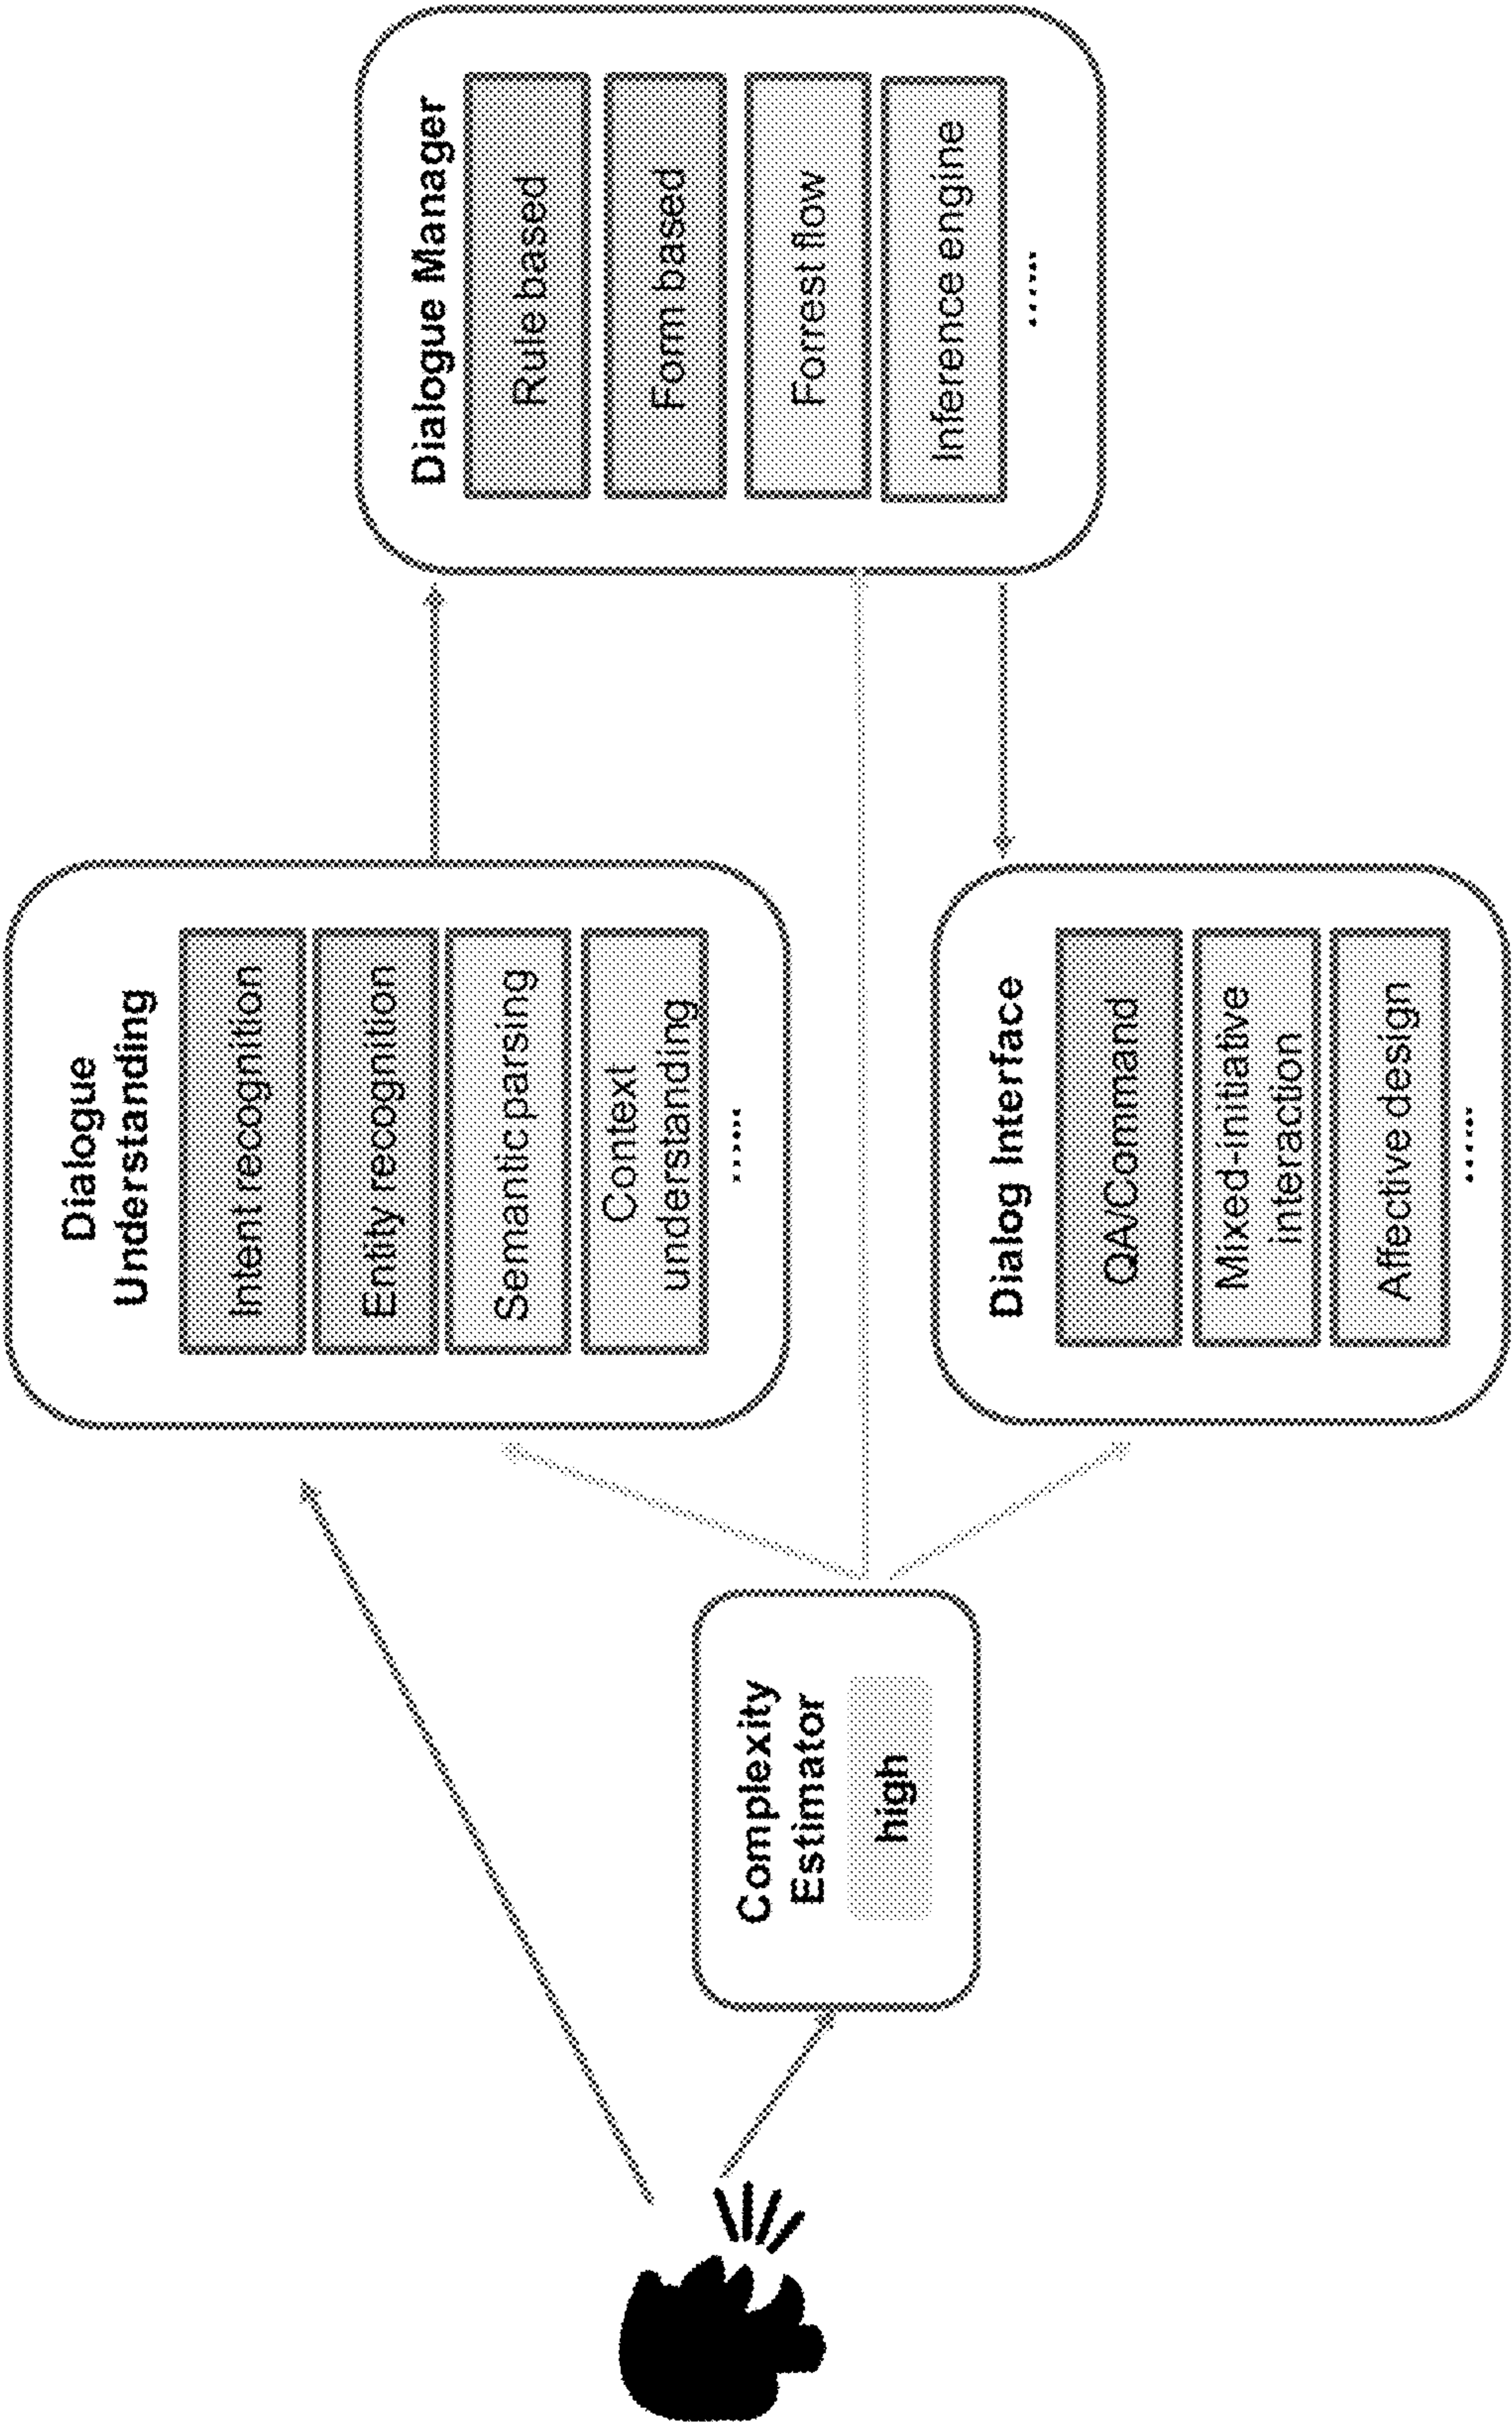 Dialogue
Understanding
Intent recognition
Entity recognition
Semantic parsing
Context
understanding
......
Dialogue Manager
Rule based
Form based
Forrest flow
Inference engine
......
Complexity
Estimator
high
Dialog Interface
QA/Command
Mixed-initiative
interaction
Affective design
......